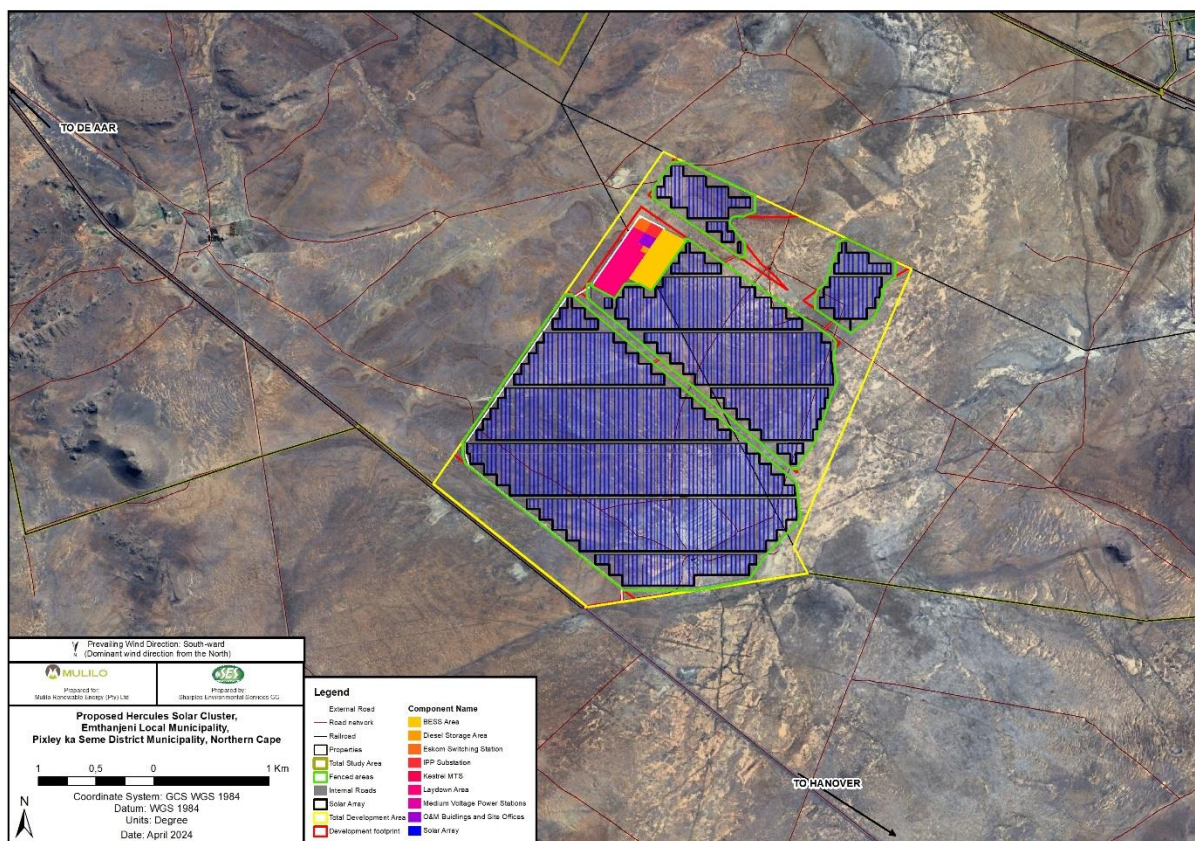 TO DE AAR
TO HANOVER
Prevailing Wind Direction: South-ward
(Dominant wind direction from the North)
MULILO
Prepared for:
Mulilo Renewable Energy (Pty) Ltd
SES
Prepared by:
Sharples Environmental Services CC
Proposed Hercules Solar Cluster,
Emthanjeni Local Municipality,
Pixley ka Seme District Municipality, Northern Cape
1 0,5 0 1 Km
N
Coordinate System: GCS WGS 1984
Datum: WGS 1984
Units: Degree
Date: April 2024
Legend
External Road
Road network
Railroad
Properties
Total Study Area
Fenced areas
Internal Roads
Solar Array
Total Development Area
Development footprint
Component Name
BESS Area
Diesel Storage Area
Eskom Switching Station
IPP Substation
Kestrel MTS
Laydown Area
Medium Voltage Power Stations
O&M Buidlings and Site Offices
Solar Array